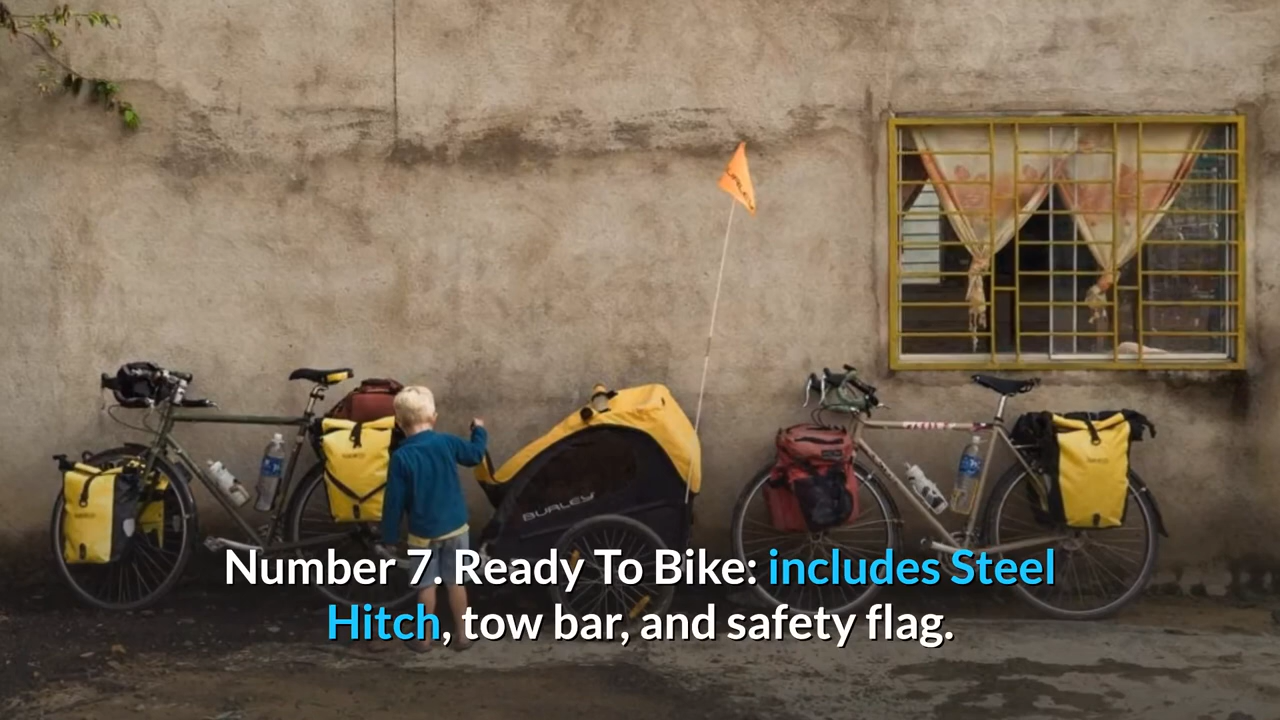 BURLEY
Number 7. Ready To Bike: includes Steel
Hitch, tow bar, and safety flag.